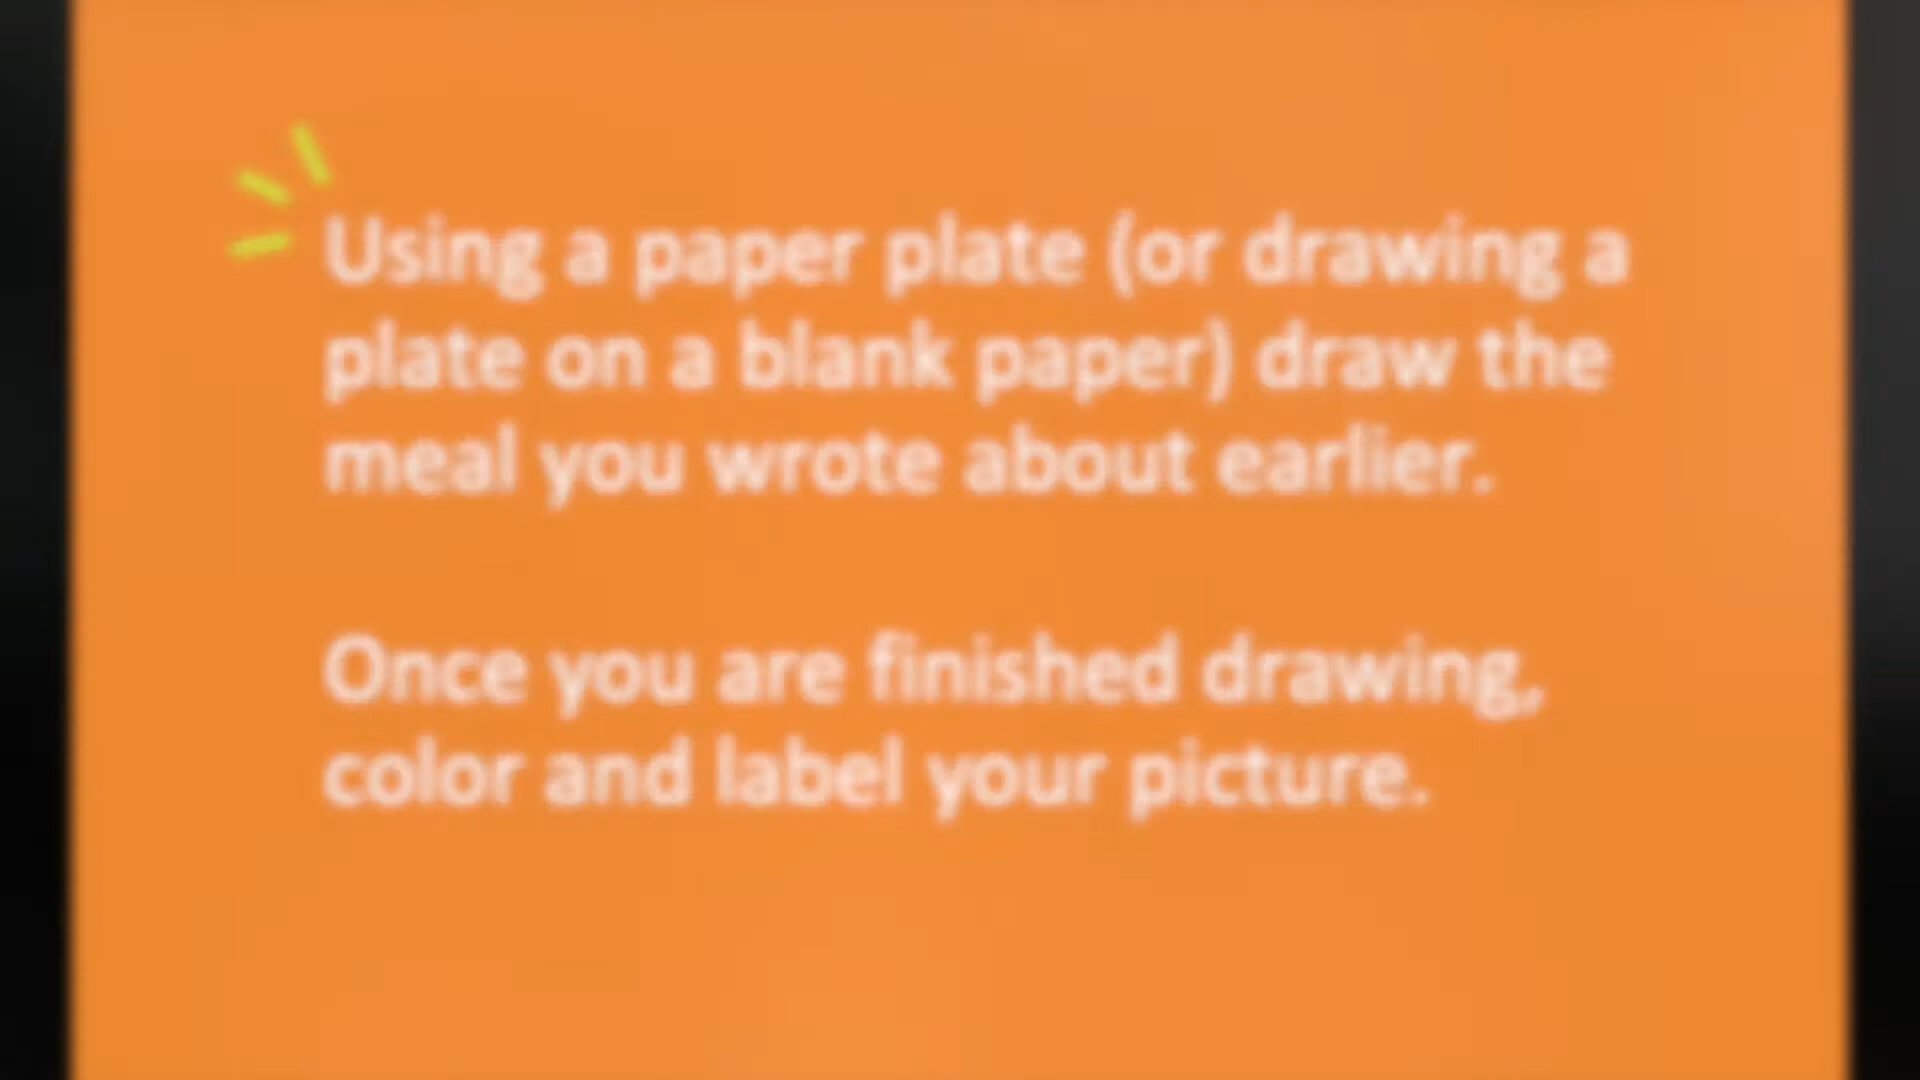 Using a paper plate (or drawing a
plate on a blank paper) draw the
meal you wrote about earlier.
Once you are finished drawing,
color and label your picture.